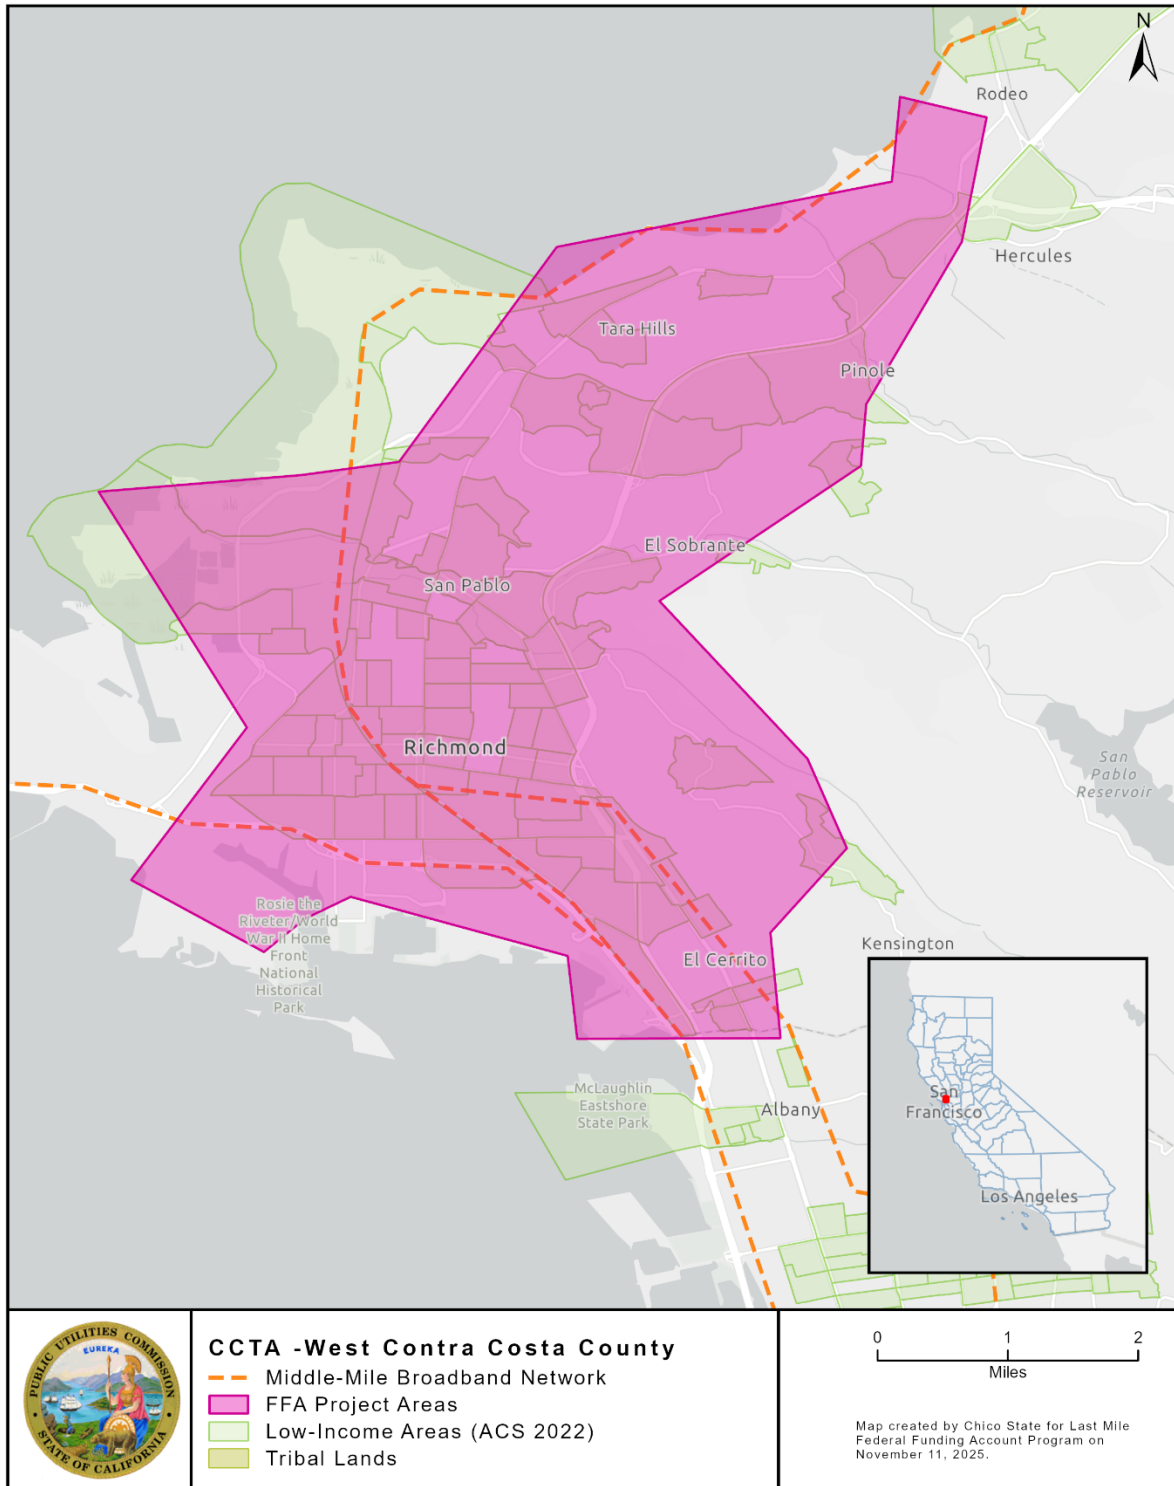 N
Rodeo
Hercules
Tara Hills
Pinole
El Sobrante
San Pablo
Richmond
San
Pablo
Reservoir
Rosie the
Riveter/World
War II Home
Front
National
Historical
Park
El Cerrito
Kensington
McLaughlin
Eastshore
State Park
Albany
San
Francisco
Los Angeles
PUBLIC UTILITIES COMMISSION
EUREKA
STATE OF CALIFORNIA
CCTA -West Contra Costa County
Middle-Mile Broadband Network
FFA Project Areas
Low-Income Areas (ACS 2022)
Tribal Lands
0 1 2
Miles
Map created by Chico State for Last Mile
Federal Funding Account Program on
November 11, 2025.